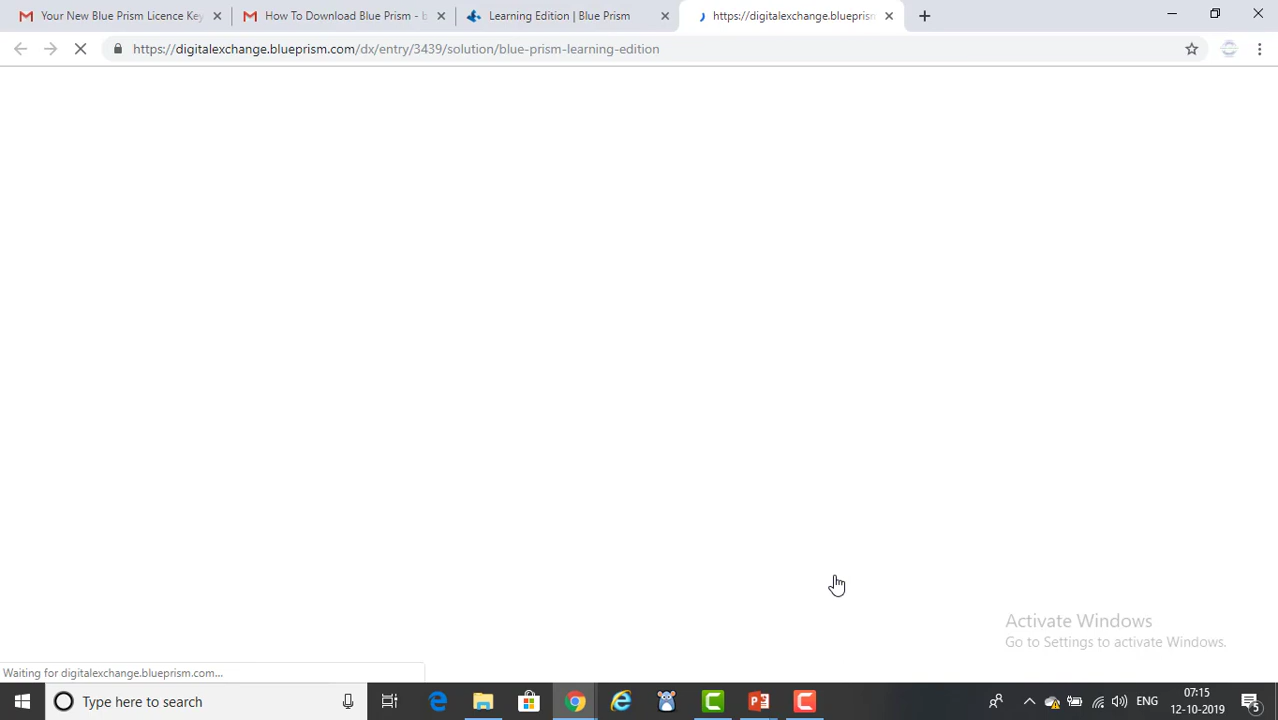 Your New Blue Prism Licence Key
How To Download Blue Prism - b
Learning Edition | Blue Prism
https://digitalexchange.blueprism
https://digitalexchange.blueprism.com/dx/entry/3439/solution/blue-prism-learning-edition
Activate Windows
Go to Settings to activate Windows.
Waiting for digitalexchange.blueprism.com...
Type here to search
ENG
07:15
12-10-2019
5